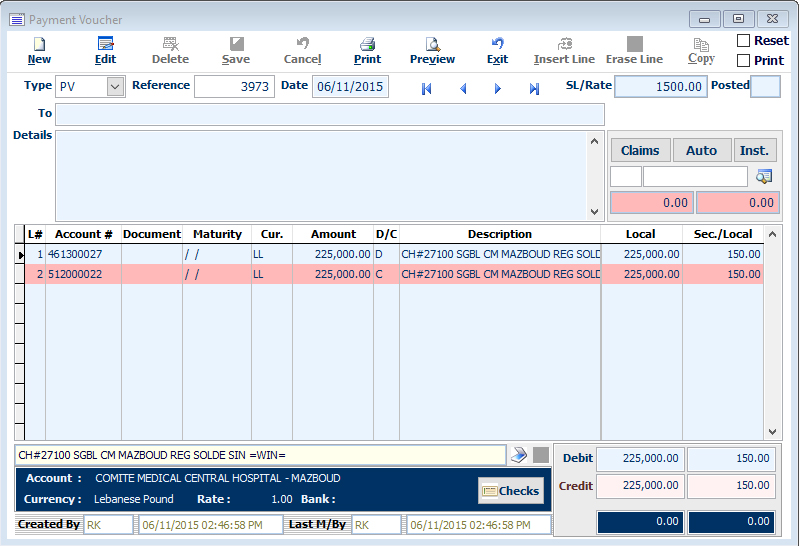 Payment Voucher
New Edit Delete Save Cancel Print Preview Exit Insert Line Erase Line Copy Reset Print
Type PV Reference 3973 Date 06/11/2015 SL/Rate 1500.00 Posted
To
Details
Claims Auto Inst.
0.00 0.00
L# Account # Document Maturity Cur. Amount D/C Description Local Sec./Local
1 461300027 / / LL 225,000.00 D CH#27100 SGBL CM MAZBOUD REG SOLD 225,000.00 150.00
2 512000022 / / LL 225,000.00 C CH#27100 SGBL CM MAZBOUD REG SOLD 225,000.00 150.00
CH#27100 SGBL CM MAZBOUD REG SOLDE SIN =WIN=
Debit 225,000.00 150.00
Account : COMITE MEDICAL CENTRAL HOSPITAL - MAZBOUD
Credit 225,000.00 150.00
Currency : Lebanese Pound Rate : 1.00 Bank : Checks
Created By RK 06/11/2015 02:46:58 PM Last M/By RK 06/11/2015 02:46:58 PM
0.00 0.00